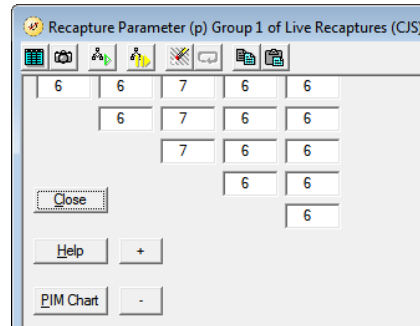 Recapture Parameter (p) Group 1 of Live Recaptures (CJS)
6 6 7 6 6
6 7 6 6
7 6 6
6 6
Close
6
Help +
PIM Chart -